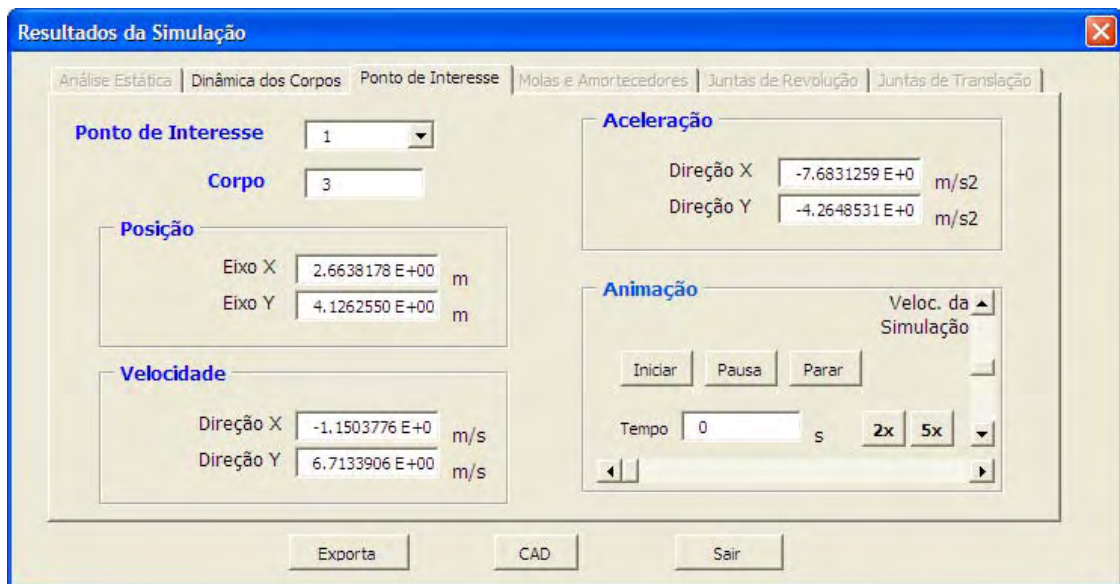 Resultados da Simulação
Análise Estática Dinâmica dos Corpos Ponto de Interesse Molas e Amortecedores Juntas de Revolução Juntas de Translação
Ponto de Interesse 1
Corpo 3
Posição
Eixo X 2.6638178 E+00 m
Eixo Y 4.1262550 E+00 m
Velocidade
Direção X -1.1503776 E+0 m/s
Direção Y 6.7133906 E+00 m/s
Aceleração
Direção X -7.6831259 E+0 m/s2
Direção Y -4.2648531 E+0 m/s2
Animação
Veloc. da
Simulação
Iniciar Pausa Parar
Tempo 0 s 2x 5x
Exporta CAD Sair